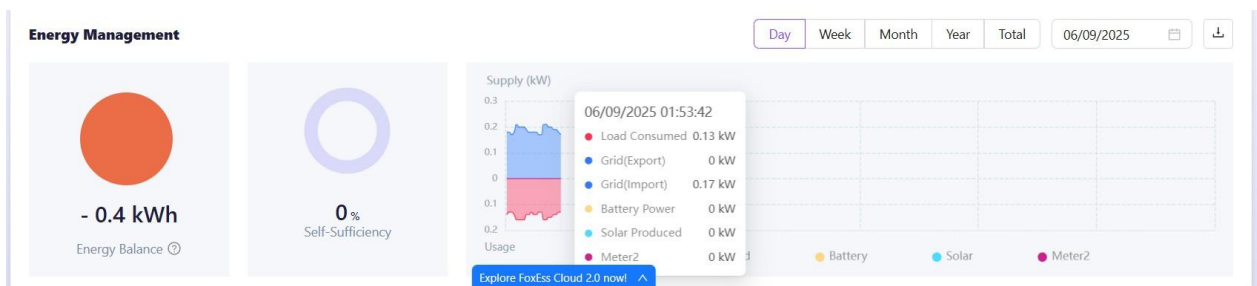 Energy Management
Day Week Month Year Total 06/09/2025
- 0.4 kWh
Energy Balance
0 %
Self-Sufficiency
Supply (kW)
0.3
0.2
0.1
0
0.1
0.2
Usage
06/09/2025 01:53:42
Load Consumed 0.13 kW
Grid(Export) 0 kW
Grid(Import) 0.17 kW
Battery Power 0 kW
Solar Produced 0 kW
Meter2 0 kW
Battery Solar Meter2
Explore FoxEss Cloud 2.0 now!